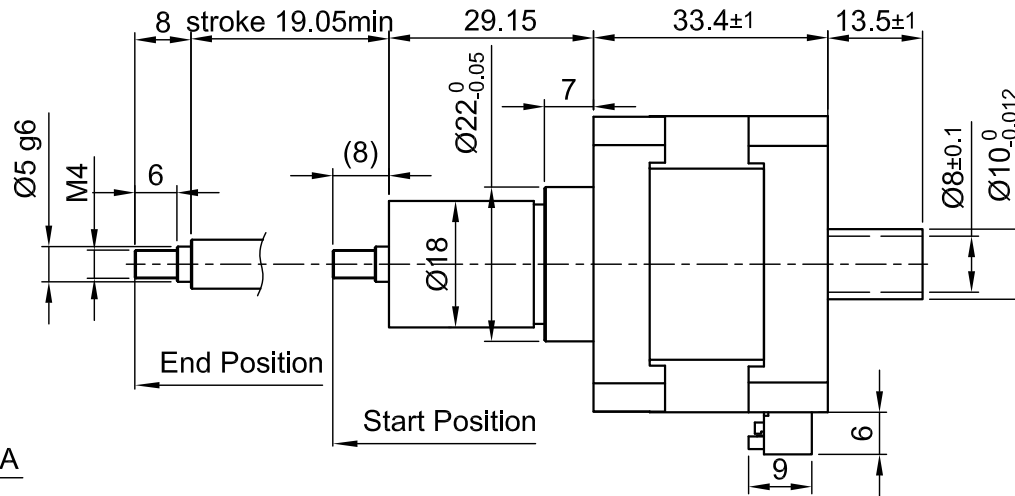 8 stroke 19.05min 29.15 33.4±1 13.5±1
Ø5 g6
M4
6
(8)
Ø22 0 -0.05
7
Ø18
Ø8±0.1
Ø10 0 -0.012
End Position
Start Position
6
9
A